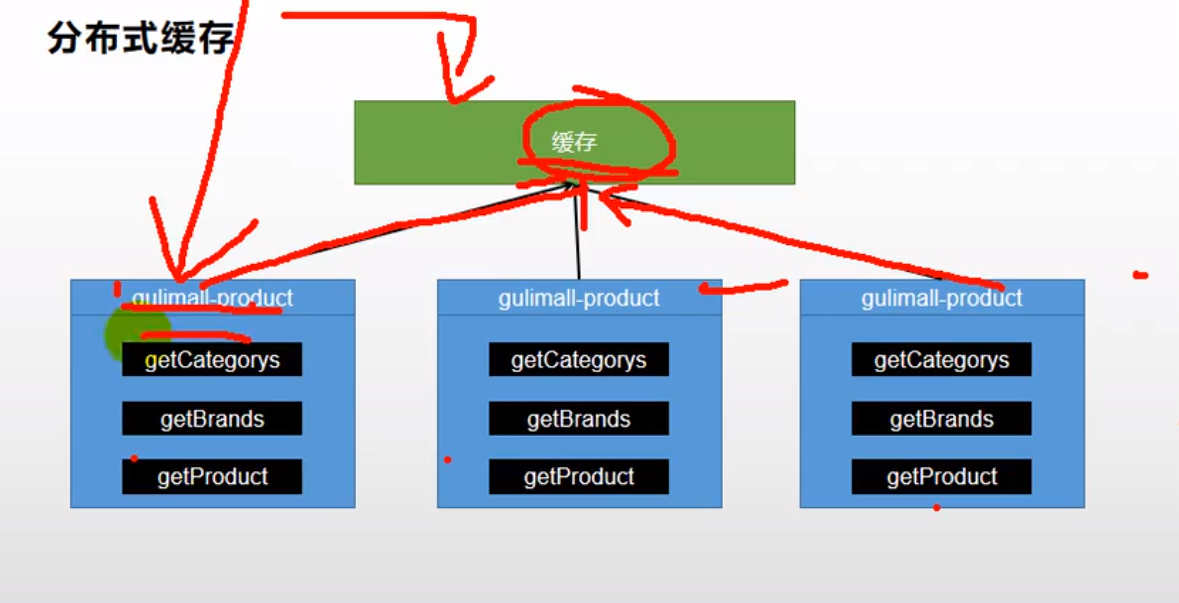 分布式缓存
缓存
gulimall-product
getCategorys
getBrands
getProduct
gulimall-product
getCategorys
getBrands
getProduct
gulimall-product
getCategorys
getBrands
getProduct